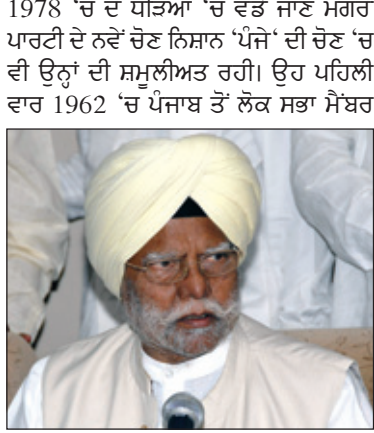 1978 ‘ਚ ਦੋ ਧੜਿਆਂ ‘ਚ ਵੰਡੇ ਜਾਣ ਮਗਰੋਂ
ਪਾਰਟੀ ਦੇ ਨਵੇਂ ਚੋਣ ਨਿਸ਼ਾਨ ‘ਪੰਜੇ‘ ਦੀ ਚੋਣ ‘ਚ
ਵੀ ਉਨ੍ਹਾਂ ਦੀ ਸ਼ਮੂਲੀਅਤ ਰਹੀ। ਉਹ ਪਹਿਲੀ
ਵਾਰ 1962 ‘ਚ ਪੰਜਾਬ ਤੋਂ ਲੋਕ ਸਭਾ ਮੈਂਬਰ